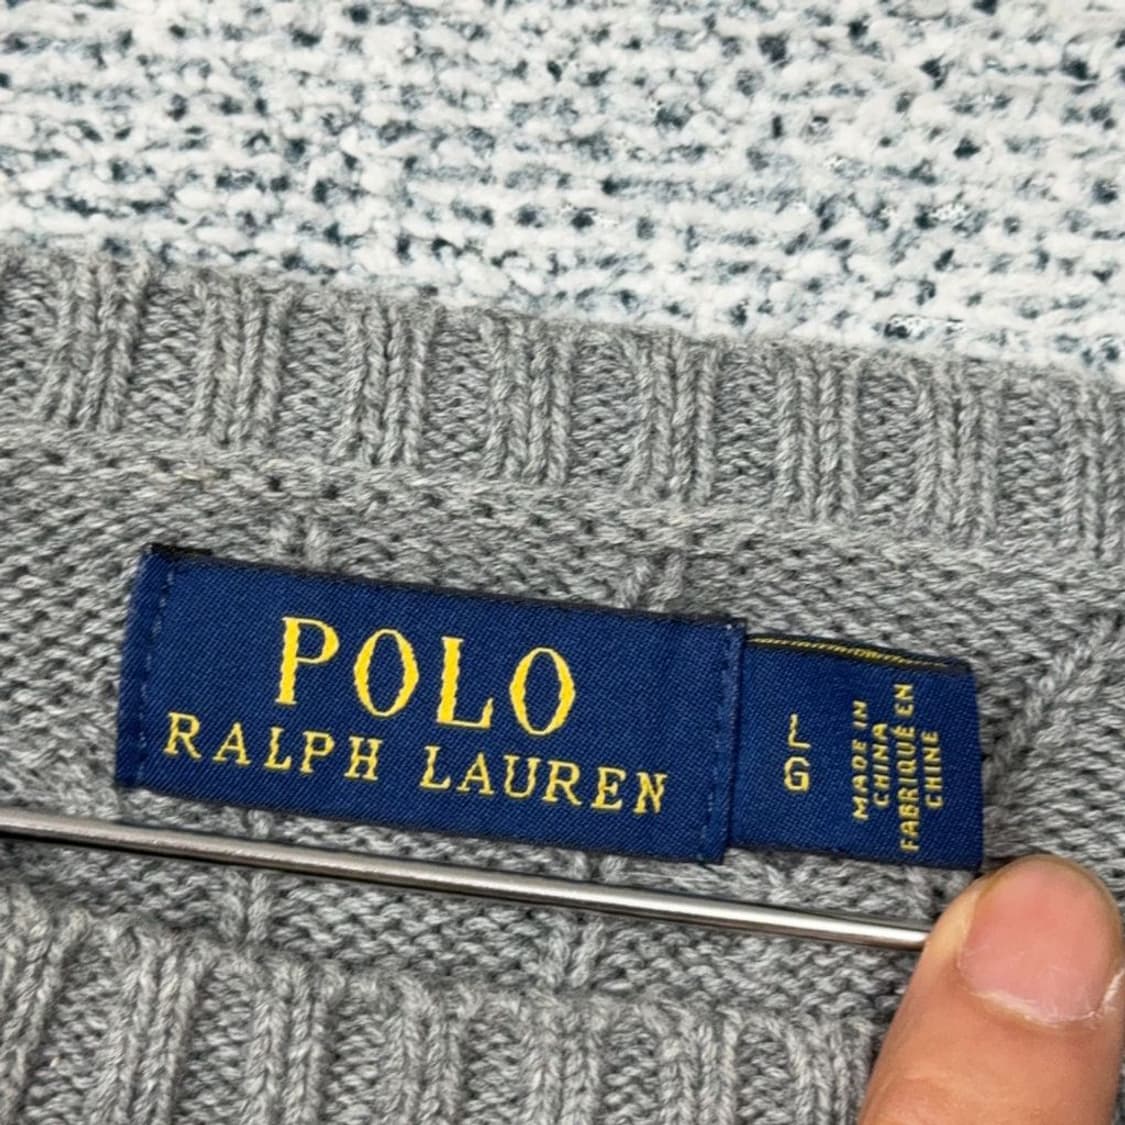 POLO
RALPH LAUREN
L
G
MADE IN
CHINA
FABRIQUÉ EN
CHINE